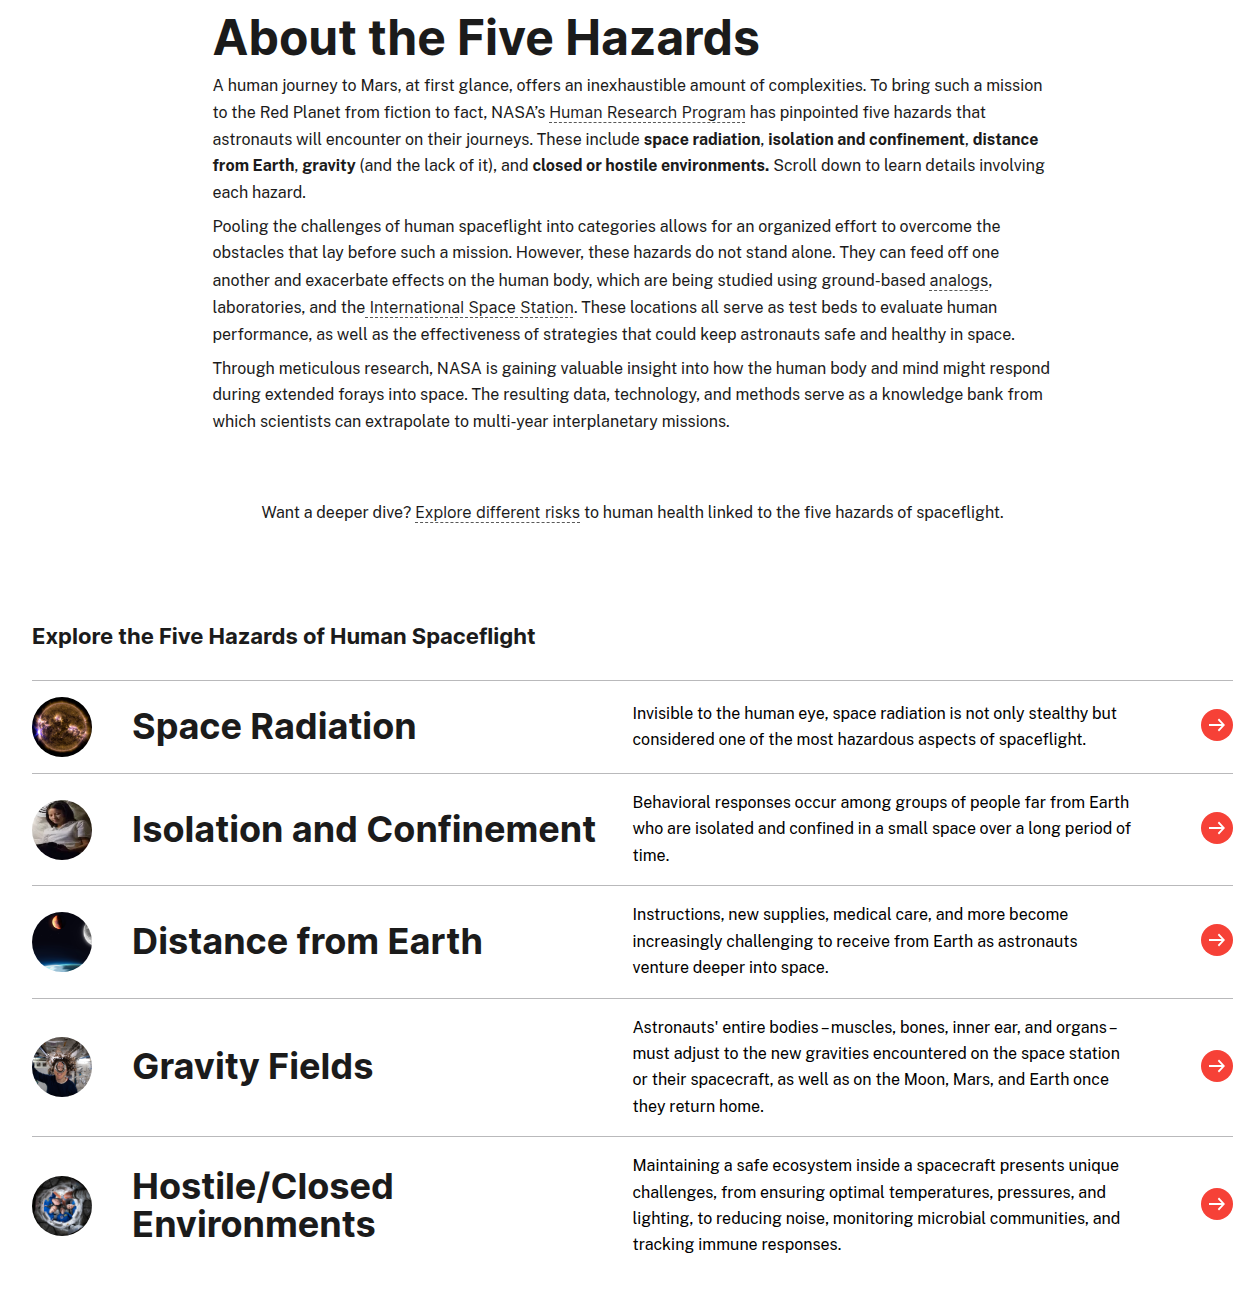 About the Five Hazards
A human journey to Mars, at first glance, offers an inexhaustible amount of complexities. To bring such a mission
to the Red Planet from fiction to fact, NASA’s Human Research Program has pinpointed five hazards that
astronauts will encounter on their journeys. These include space radiation, isolation and confinement, distance
from Earth, gravity (and the lack of it), and closed or hostile environments. Scroll down to learn details involving
each hazard.
Pooling the challenges of human spaceflight into categories allows for an organized effort to overcome the
obstacles that lay before such a mission. However, these hazards do not stand alone. They can feed off one
another and exacerbate effects on the human body, which are being studied using ground-based analogs,
laboratories, and the International Space Station. These locations all serve as test beds to evaluate human
performance, as well as the effectiveness of strategies that could keep astronauts safe and healthy in space.
Through meticulous research, NASA is gaining valuable insight into how the human body and mind might respond
during extended forays into space. The resulting data, technology, and methods serve as a knowledge bank from
which scientists can extrapolate to multi-year interplanetary missions.
Want a deeper dive? Explore different risks to human health linked to the five hazards of spaceflight.
Explore the Five Hazards of Human Spaceflight
Space Radiation
Invisible to the human eye, space radiation is not only stealthy but
considered one of the most hazardous aspects of spaceflight.
Isolation and Confinement
Behavioral responses occur among groups of people far from Earth
who are isolated and confined in a small space over a long period of
time.
Distance from Earth
Instructions, new supplies, medical care, and more become
increasingly challenging to receive from Earth as astronauts
venture deeper into space.
Gravity Fields
Astronauts' entire bodies – muscles, bones, inner ear, and organs –
must adjust to the new gravities encountered on the space station
or their spacecraft, as well as on the Moon, Mars, and Earth once
they return home.
Hostile/Closed
Environments
Maintaining a safe ecosystem inside a spacecraft presents unique
challenges, from ensuring optimal temperatures, pressures, and
lighting, to reducing noise, monitoring microbial communities, and
tracking immune responses.